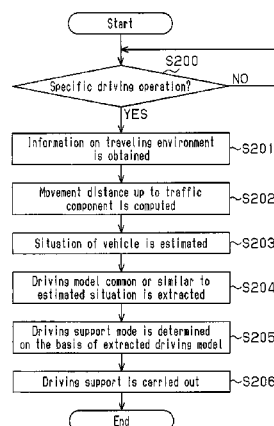 Start
S200
Specific driving operation?
NO
YES
Information on traveling environment
is obtained
S201
Movement distance up to traffic
component is computed
S202
Situation of vehicle is estimated
S203
Driving model common or similar to
estimated situation is extracted
S204
Driving support mode is determined
on the basis of extracted driving model
S205
Driving support is carried out
S206
End